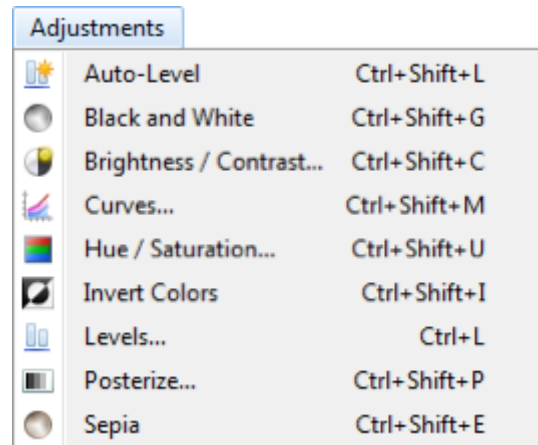 Adjustments
Auto-Level Ctrl+Shift+L
Black and White Ctrl+Shift+G
Brightness / Contrast... Ctrl+Shift+C
Curves... Ctrl+Shift+M
Hue / Saturation... Ctrl+Shift+U
Invert Colors Ctrl+Shift+I
Levels... Ctrl+L
Posterize... Ctrl+Shift+P
Sepia Ctrl+Shift+E